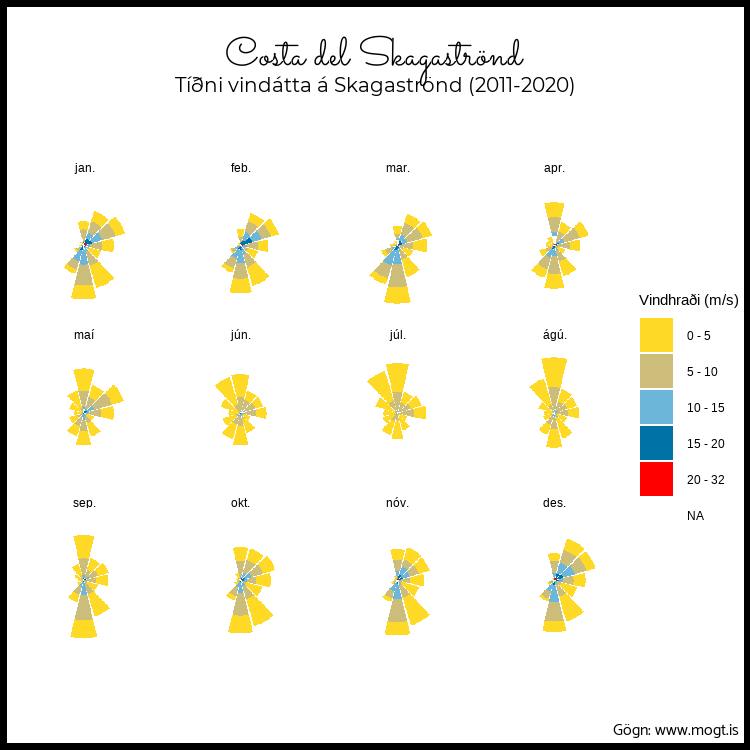 Costa del Skagaströnd
Tíðni vindátta á Skagaströnd (2011-2020)
jan. feb. mar. apr.
maí jún. júl. ágú.
sep. okt. nóv. des.
Vindhraði (m/s)
0 - 5
5 - 10
10 - 15
15 - 20
20 - 32
NA
Gögn: www.mogt.is